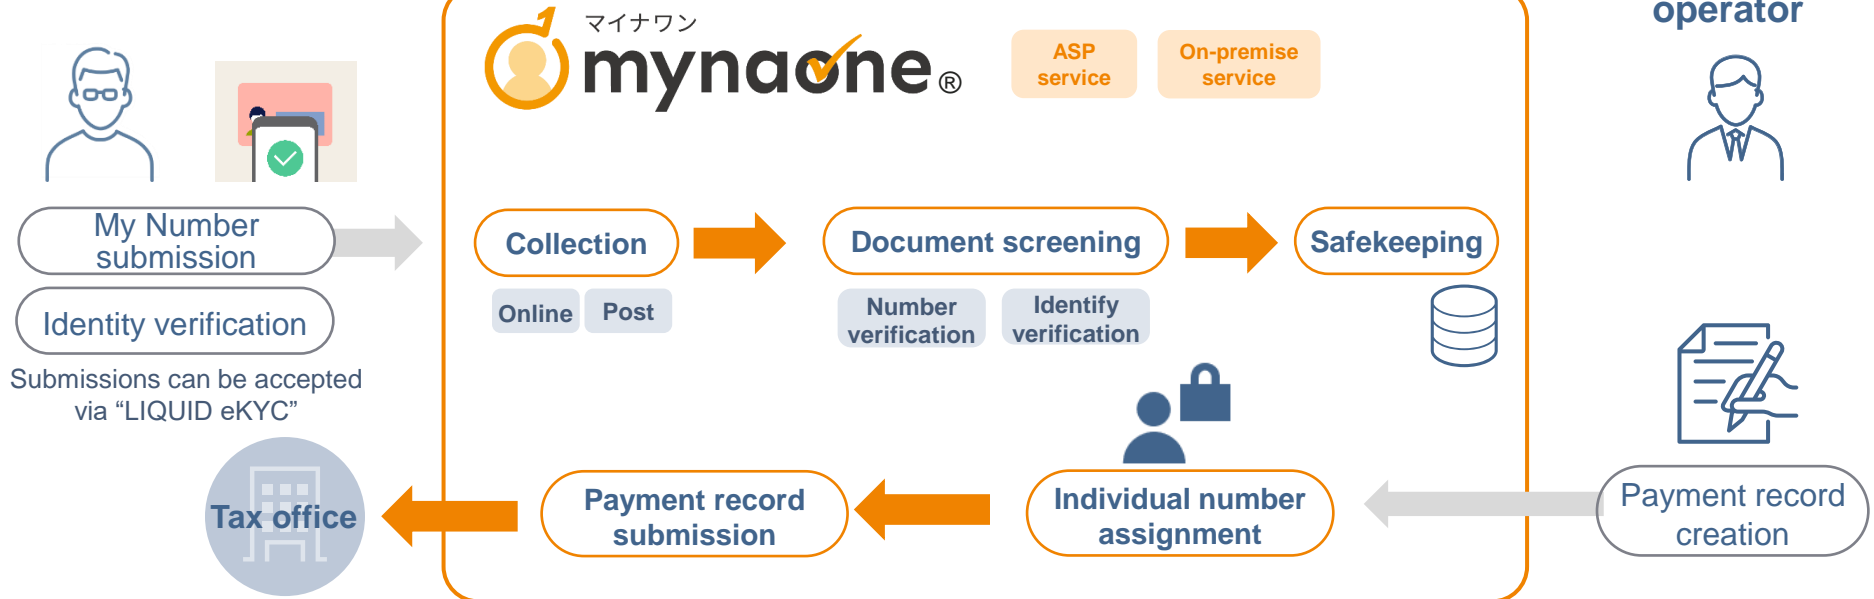 operator
マイナワン
mynaone®
ASP
service
On-premise
service
My Number
submission
Collection
Document screening
Safekeeping
Online
Post
Number
verification
Identify
verification
Identity verification
Submissions can be accepted
via “LIQUID eKYC”
Tax office
Payment record
submission
Individual number
assignment
Payment record
creation